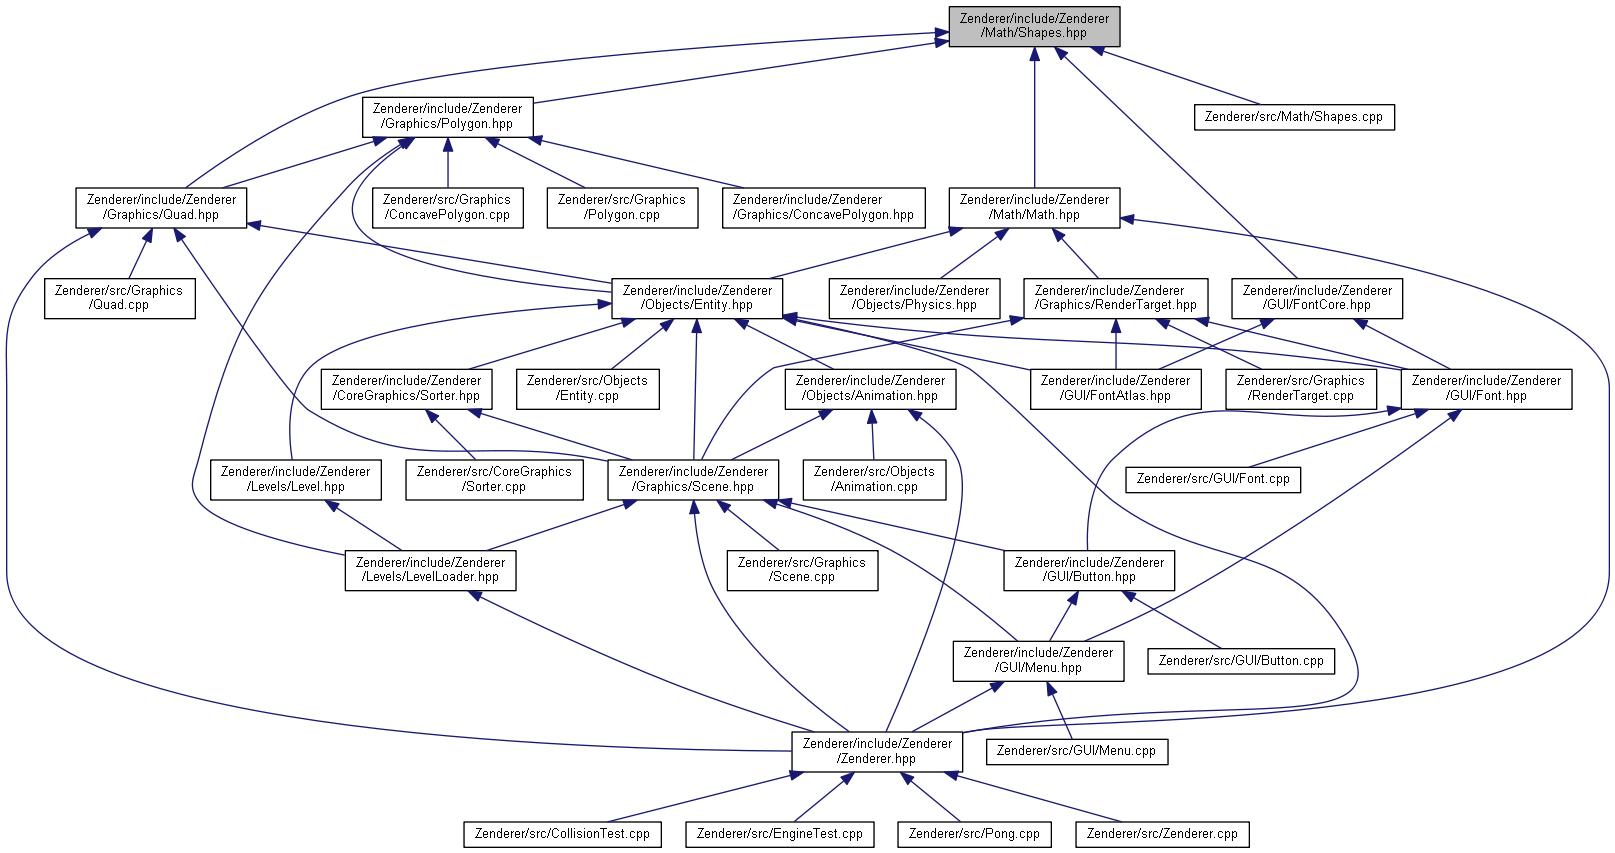 Zenderer/include/Zenderer
/Math/Shapes.hpp
Zenderer/include/Zenderer
/Graphics/Polygon.hpp
Zenderer/src/Math/Shapes.cpp
Zenderer/include/Zenderer
/Graphics/Quad.hpp
Zenderer/src/Graphics
/ConcavePolygon.cpp
Zenderer/src/Graphics
/Polygon.cpp
Zenderer/include/Zenderer
/Graphics/ConcavePolygon.hpp
Zenderer/include/Zenderer
/Math/Math.hpp
Zenderer/src/Graphics
/Quad.cpp
Zenderer/include/Zenderer
/Objects/Entity.hpp
Zenderer/include/Zenderer
/Objects/Physics.hpp
Zenderer/include/Zenderer
/Graphics/RenderTarget.hpp
Zenderer/include/Zenderer
/GUI/FontCore.hpp
Zenderer/include/Zenderer
/CoreGraphics/Sorter.hpp
Zenderer/src/Objects
/Entity.cpp
Zenderer/include/Zenderer
/Objects/Animation.hpp
Zenderer/include/Zenderer
/GUI/FontAtlas.hpp
Zenderer/src/Graphics
/RenderTarget.cpp
Zenderer/include/Zenderer
/GUI/Font.hpp
Zenderer/include/Zenderer
/Levels/Level.hpp
Zenderer/src/CoreGraphics
/Sorter.cpp
Zenderer/include/Zenderer
/Graphics/Scene.hpp
Zenderer/src/Objects
/Animation.cpp
Zenderer/src/GUI/Font.cpp
Zenderer/include/Zenderer
/Levels/LevelLoader.hpp
Zenderer/src/Graphics
/Scene.cpp
Zenderer/include/Zenderer
/GUI/Button.hpp
Zenderer/include/Zenderer
/GUI/Menu.hpp
Zenderer/src/GUI/Button.cpp
Zenderer/include/Zenderer
/Zenderer.hpp
Zenderer/src/GUI/Menu.cpp
Zenderer/src/CollisionTest.cpp
Zenderer/src/EngineTest.cpp
Zenderer/src/Pong.cpp
Zenderer/src/Zenderer.cpp